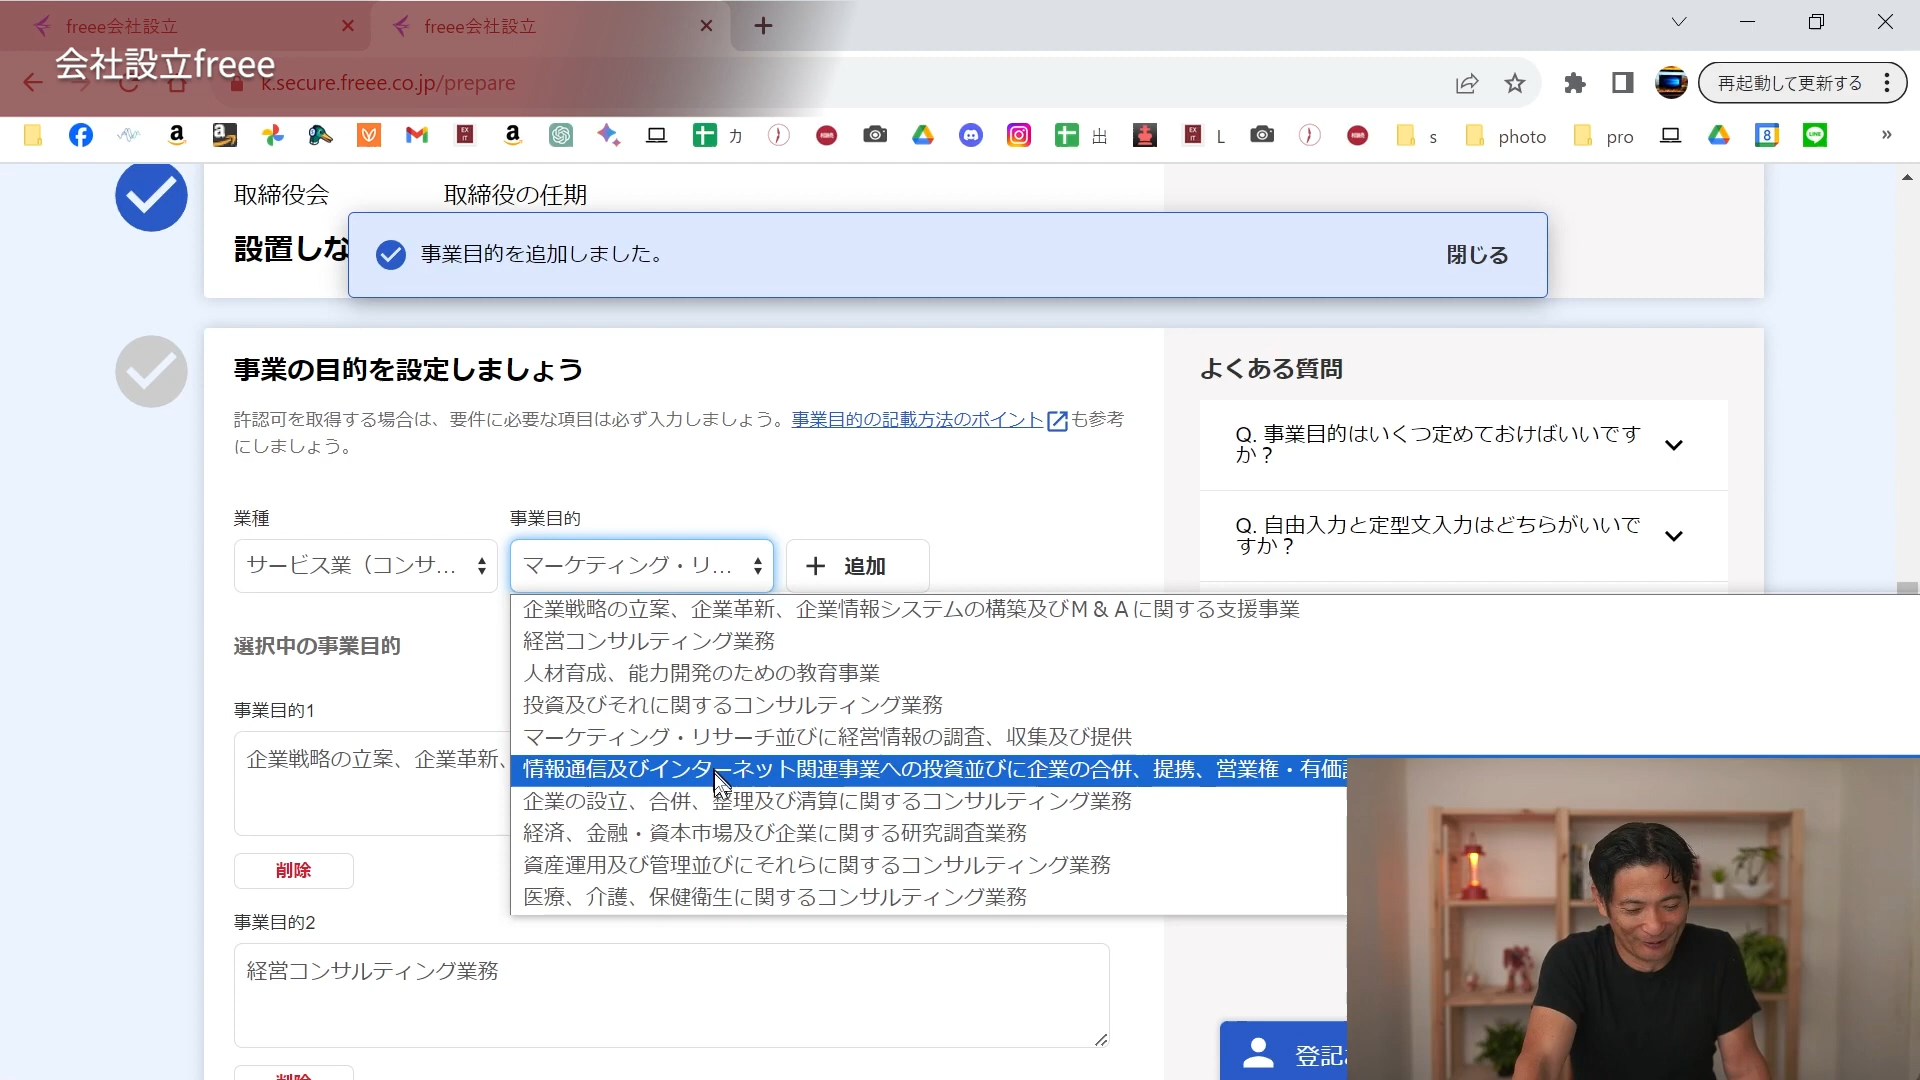 freee会社設立
freee会社設立
会社設立freee
k.secure.freee.co.jp/prepare
再起動して更新する
カ
出
L
s
photo
pro
»
取締役会
取締役の任期
設置しな
事業目的を追加しました。
閉じる
事業の目的を設定しましょう
許認可を取得する場合は、要件に必要な項目は必ず入力しましょう。事業目的の記載方法のポイントも参考
にしましょう。
業種
事業目的
サービス業（コンサ...
マーケティング・リ...
追加
企業戦略の立案、企業革新、企業情報システムの構築及びM＆Aに関する支援事業
経営コンサルティング業務
人材育成、能力開発のための教育事業
投資及びそれに関するコンサルティング業務
マーケティング・リサーチ並びに経営情報の調査、収集及び提供
情報通信及びインターネット関連事業への投資並びに企業の合併、提携、営業権・有価
企業の設立、合併、整理及び清算に関するコンサルティング業務
経済、金融・資本市場及び企業に関する研究調査業務
資産運用及び管理並びにそれらに関するコンサルティング業務
医療、介護、保健衛生に関するコンサルティング業務
選択中の事業目的
事業目的1
企業戦略の立案、企業革新、
削除
事業目的2
経営コンサルティング業務
削除
よくある質問
Q. 事業目的はいくつ定めておけばいいです
か？
Q. 自由入力と定型文入力はどちらがいいで
すか？
登記